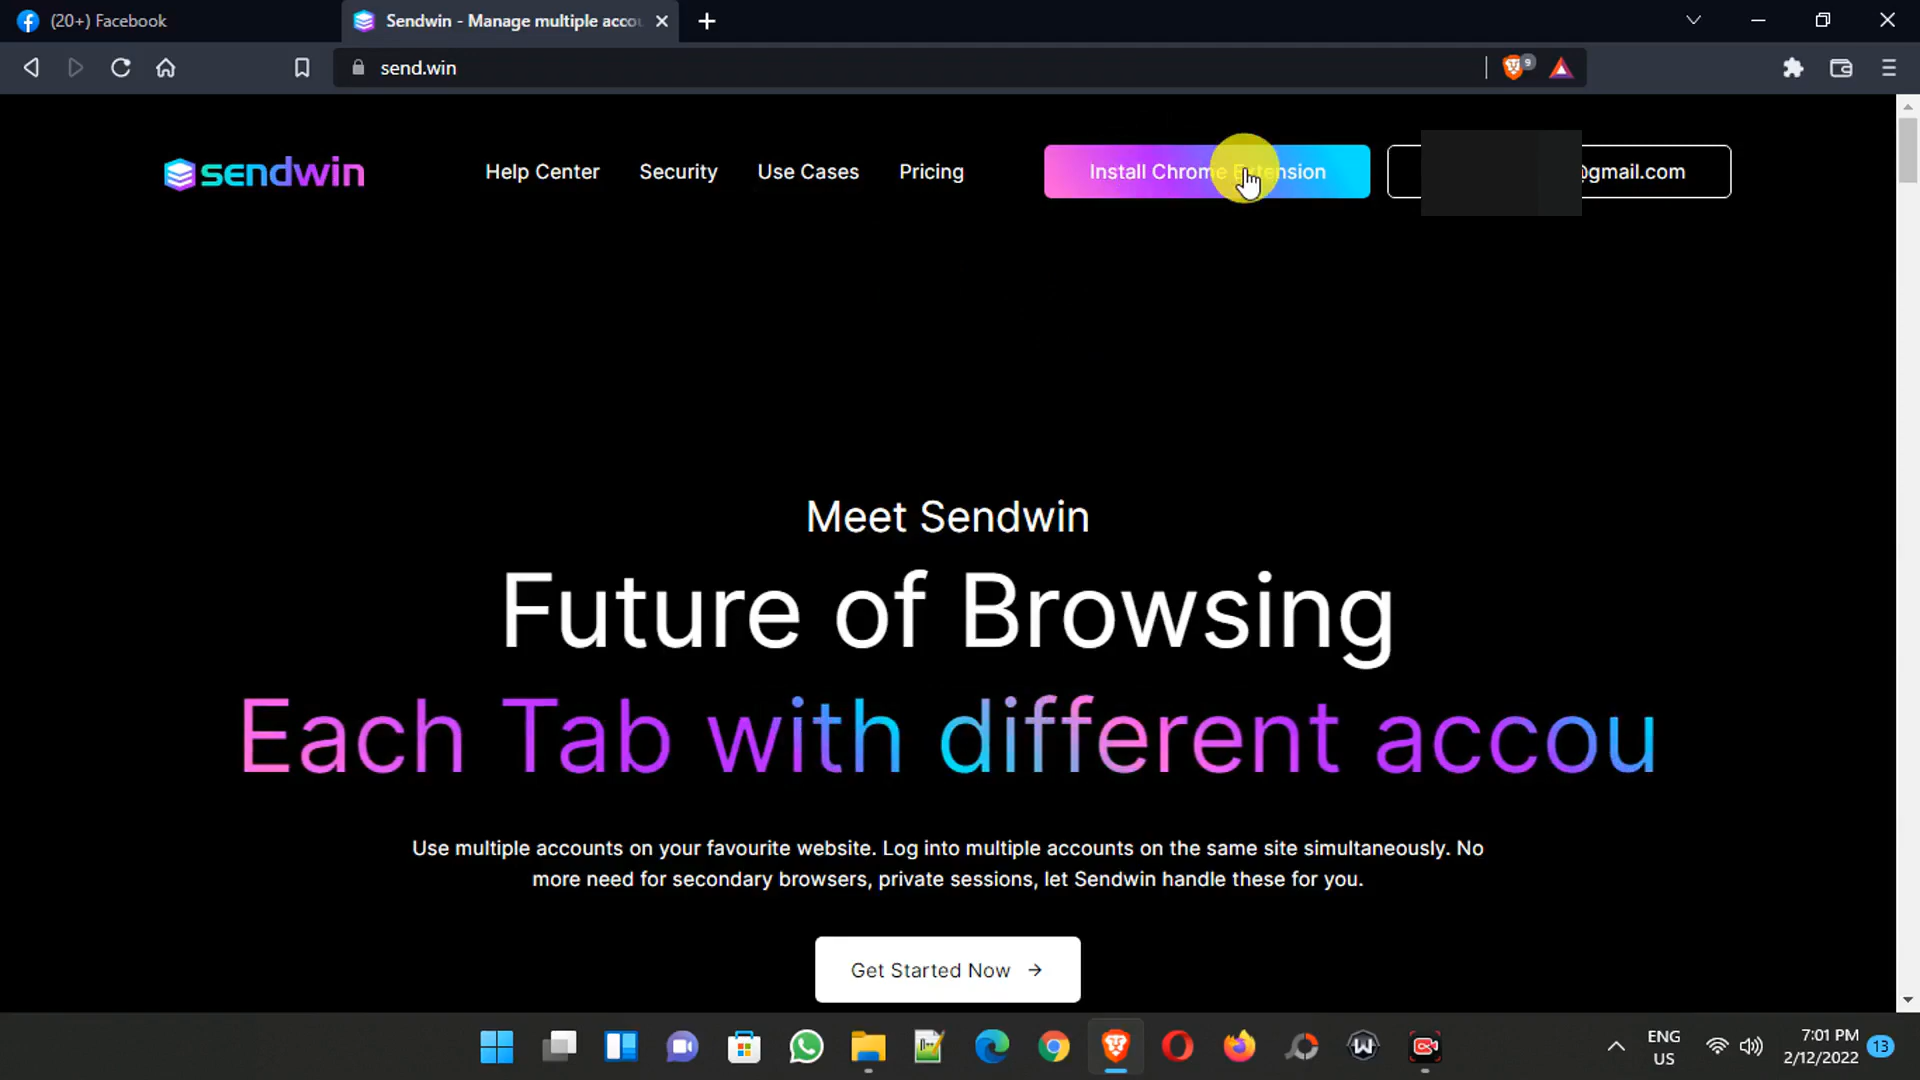 (20+) Facebook
Sendwin - Manage multiple accou
send.win
9
sendwin
Help Center
Security
Use Cases
Pricing
Install Chrome Extension
@gmail.com
Meet Sendwin
Future of Browsing
Each Tab with different accou
Use multiple accounts on your favourite website. Log into multiple accounts on the same site simultaneously. No
more need for secondary browsers, private sessions, let Sendwin handle these for you.
Get Started Now →
ENG
US
7:01 PM
2/12/2022
13